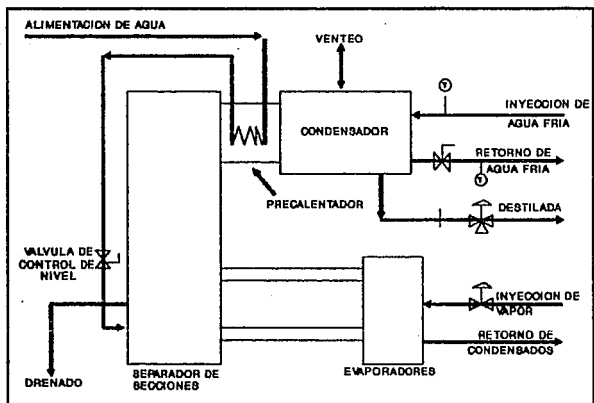 ALIMENTACION DE AGUA
VENTEO
INYECCION DE
AGUA FRIA
CONDENSADOR
RETORNO DE
AGUA FRIA
PRECALENTADOR
DESTILADA
VALVULA DE
CONTROL DE
NIVEL
INYECCION DE
VAPOR
RETORNO DE
CONDENSADOS
DRENADO
SEPARADOR DE
SECCIONES
EVAPORADORES